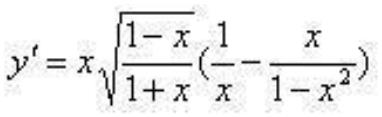 y' = x√((1 − x)/(1 + x)) (1/x − x/(1 − x²))